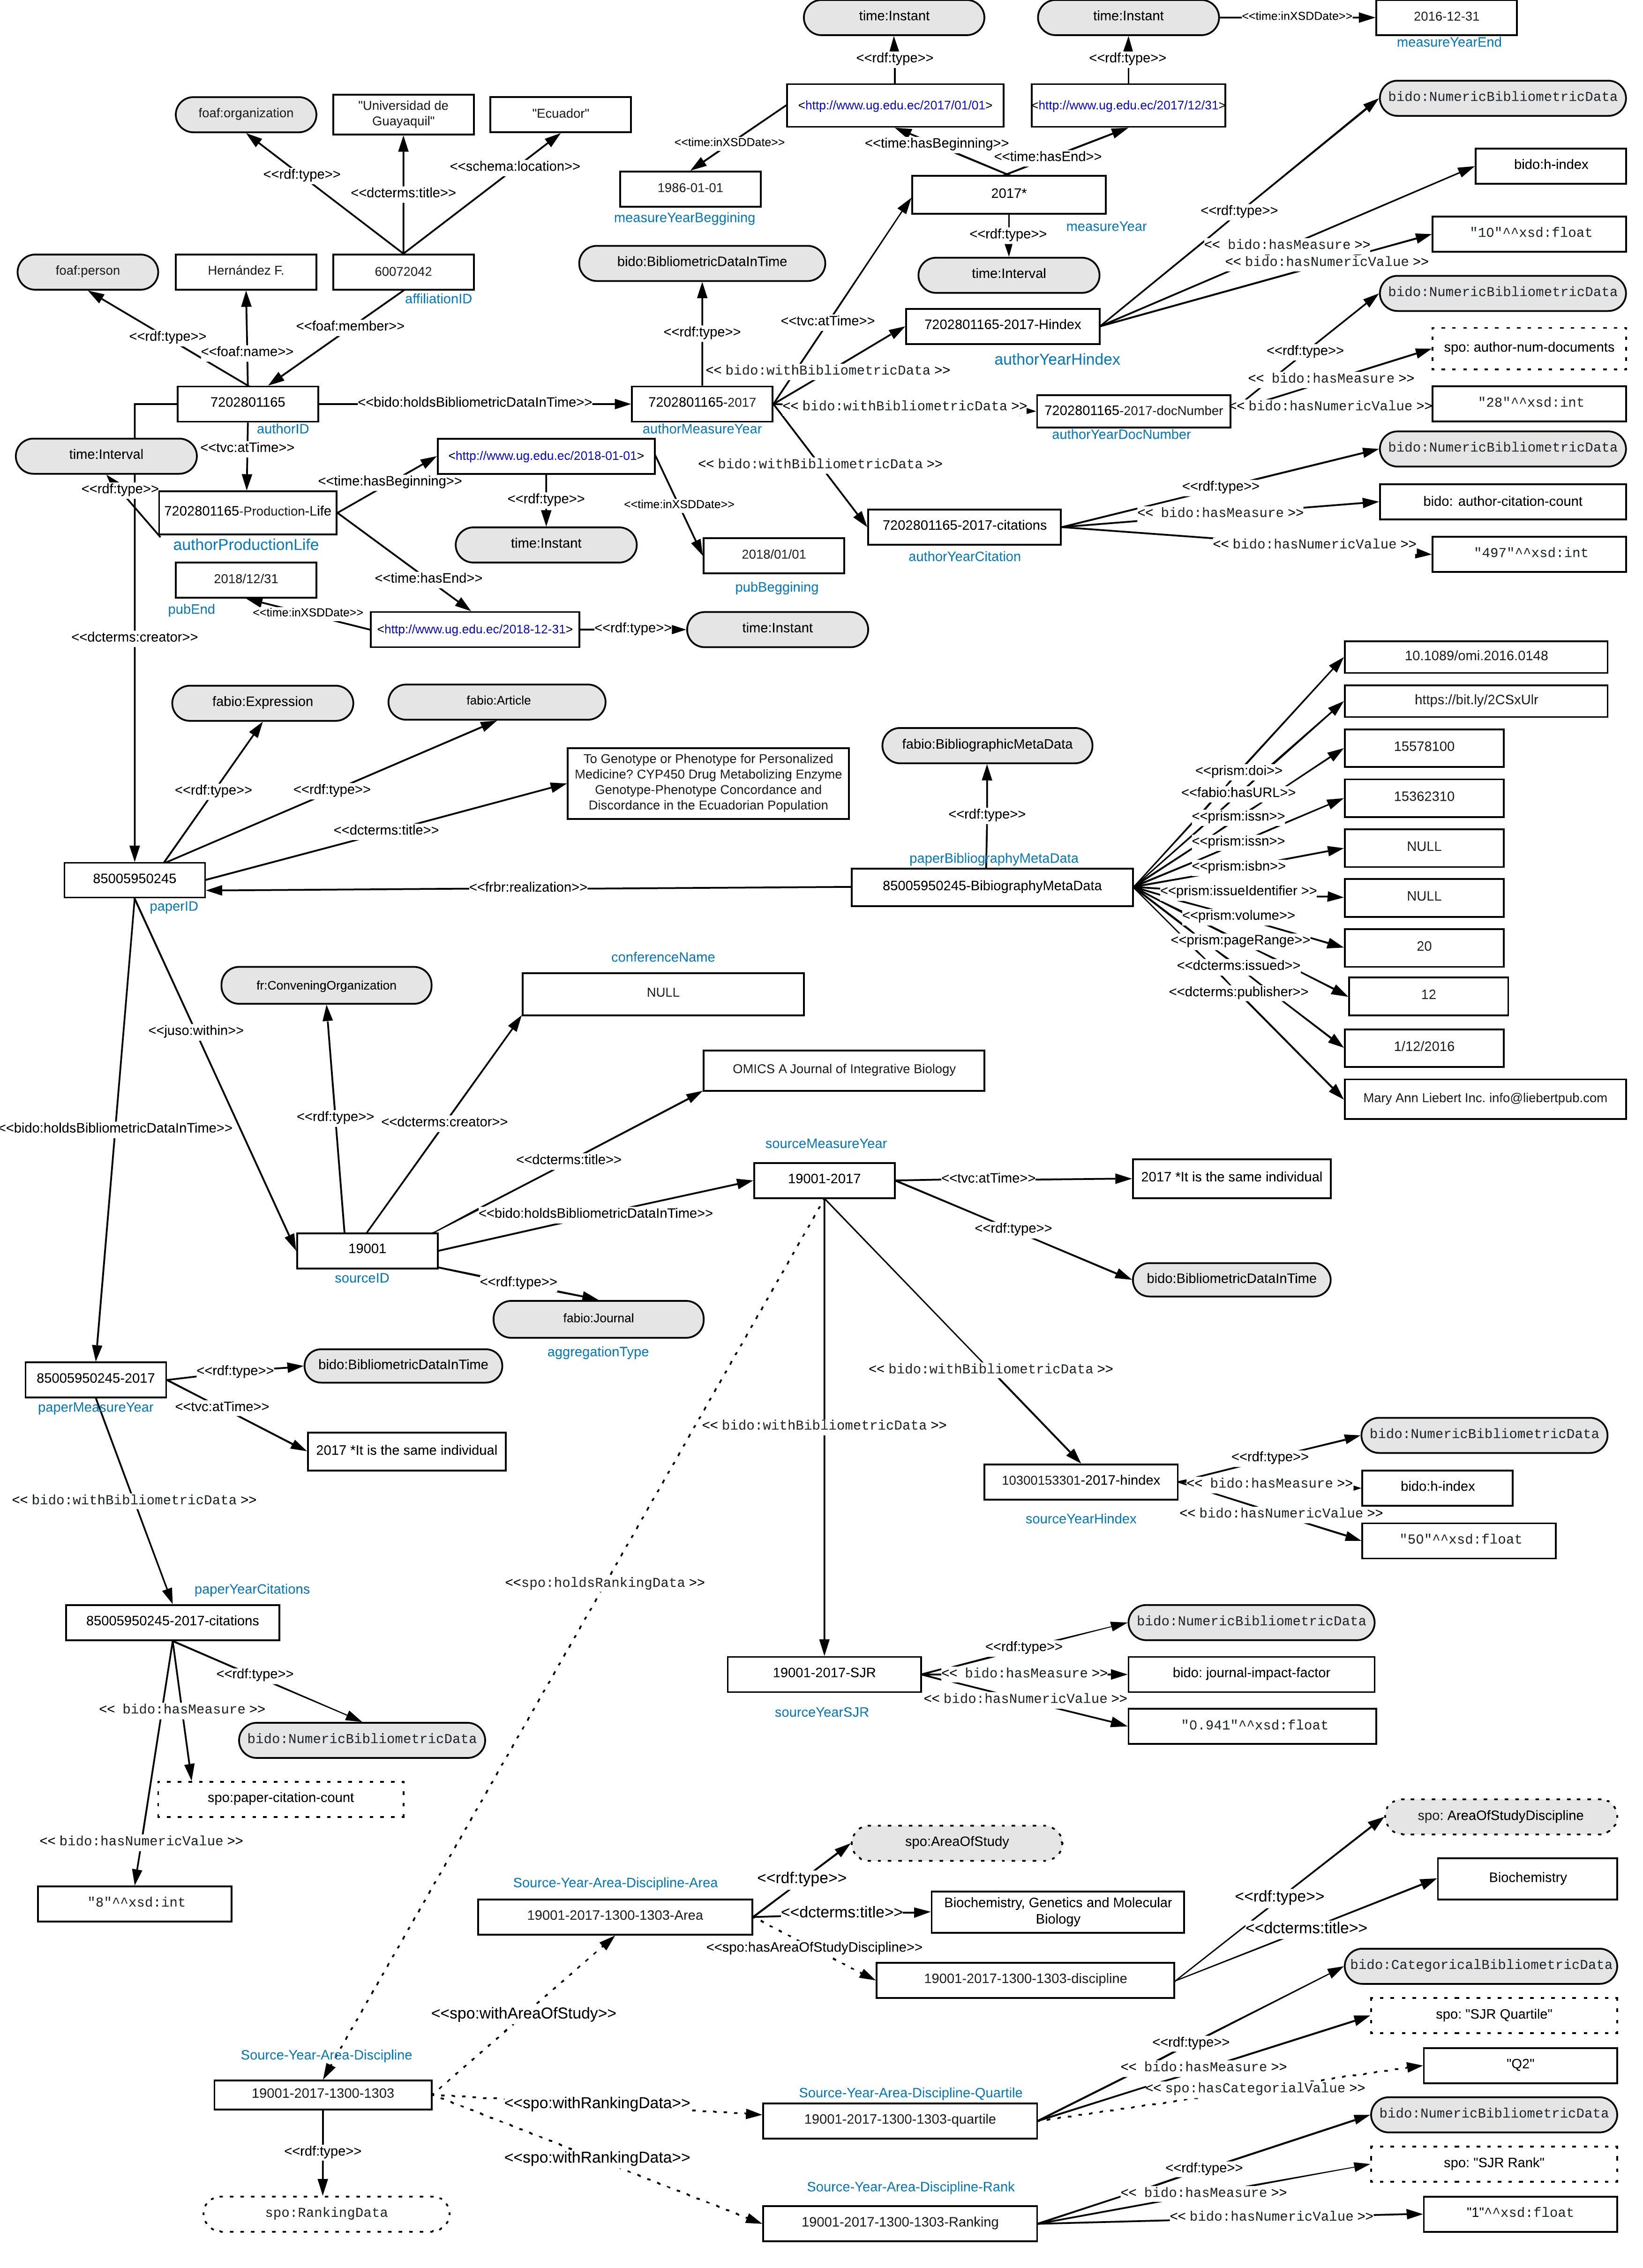 time:Instant
time:Instant
<<time:inXSDDate>>
2016-12-31
measureYearEnd
<<rdf:type>>
<<rdf:type>>
<http://www.ug.edu.ec/2017/01/01>
<http://www.ug.edu.ec/2017/12/31>
bido:NumericBibliometricData
foaf:organization
"Universidad de
Guayaquil"
"Ecuador"
<<time:inXSDDate>>
<<time:hasBeginning>>
<<time:hasEnd>>
bido:h-index
<<rdf:type>>
<<dcterms:title>>
<<schema:location>>
1986-01-01
measureYearBeggining
2017*
measureYear
<<rdf:type>>
<<rdf:type>>
"10"^^xsd:float
<< bido:hasMeasure >>
<< bido:hasNumericValue >>
foaf:person
Hernández F.
60072042
affiliationID
bido:BibliometricDataInTime
time:Interval
bido:NumericBibliometricData
<<rdf:type>>
<<foaf:name>>
<<foaf:member>>
<<rdf:type>>
<<tvc:atTime>>
7202801165-2017-Hindex
authorYearHindex
<<rdf:type>>
spo: author-num-documents
<< bido:withBibliometricData >>
<< bido:hasMeasure >>
7202801165
authorID
<<bido:holdsBibliometricDataInTime>>
7202801165-2017
authorMeasureYear
<< bido:withBibliometricData >>
7202801165-2017-docNumber
authorYearDocNumber
<< bido:hasNumericValue >>
"28"^^xsd:int
time:Interval
<<tvc:atTime>>
<http://www.ug.edu.ec/2018-01-01>
<< bido:withBibliometricData >>
bido:NumericBibliometricData
<<rdf:type>>
<<time:hasBeginning>>
<<rdf:type>>
<<time:inXSDDate>>
<<rdf:type>>
bido: author-citation-count
7202801165-Production-Life
authorProductionLife
<< bido:hasMeasure >>
7202801165-2017-citations
authorYearCitation
time:Instant
2018/01/01
pubBeggining
<< bido:hasNumericValue >>
"497"^^xsd:int
2018/12/31
pubEnd
<<time:hasEnd>>
<<time:inXSDDate>>
<http://www.ug.edu.ec/2018-12-31>
<<rdf:type>>
time:Instant
<<dcterms:creator>>
10.1089/omi.2016.0148
fabio:Expression
fabio:Article
https://bit.ly/2CSxUlr
fabio:BibliographicMetaData
15578100
To Genotype or Phenotype for Personalized
Medicine? CYP450 Drug Metabolizing Enzyme
Genotype-Phenotype Concordance and
Discordance in the Ecuadorian Population
<<rdf:type>>
<<rdf:type>>
<<dcterms:title>>
<<rdf:type>>
<<prism:doi>>
<<fabio:hasURL>>
<<prism:issn>>
<<prism:issn>>
<<prism:isbn>>
<<prism:issueIdentifier >>
<<prism:volume>>
<<prism:pageRange>>
<<dcterms:issued>>
<<dcterms:publisher>>
15362310
NULL
NULL
20
12
1/12/2016
Mary Ann Liebert Inc. info@liebertpub.com
paperBibliographyMetaData
85005950245-BibiographyMetaData
85005950245
paperID
<<frbr:realization>>
conferenceName
fr:ConveningOrganization
NULL
<<juso:within>>
OMICS A Journal of Integrative Biology
<<rdf:type>>
<<dcterms:creator>>
<<bido:holdsBibliometricDataInTime>>
<<dcterms:title>>
sourceMeasureYear
19001-2017
<<tvc:atTime>>
2017 *It is the same individual
<<bido:holdsBibliometricDataInTime>>
<<rdf:type>>
19001
sourceID
<<rdf:type>>
bido:BibliometricDataInTime
fabio:Journal
aggregationType
85005950245-2017
paperMeasureYear
<<rdf:type>>
bido:BibliometricDataInTime
<<tvc:atTime>>
2017 *It is the same individual
<< bido:withBibliometricData >>
<< bido:withBibliometricData >>
bido:NumericBibliometricData
<<rdf:type>>
10300153301-2017-hindex
sourceYearHindex
<< bido:hasMeasure >>
bido:h-index
<< bido:hasNumericValue >>
"50"^^xsd:float
<< bido:withBibliometricData >>
<<spo:holdsRankingData >>
paperYearCitations
85005950245-2017-citations
bido:NumericBibliometricData
<<rdf:type>>
19001-2017-SJR
sourceYearSJR
<< bido:hasMeasure >>
bido: journal-impact-factor
<< bido:hasNumericValue >>
"0.941"^^xsd:float
<<rdf:type>>
<< bido:hasMeasure >>
bido:NumericBibliometricData
spo:paper-citation-count
<< bido:hasNumericValue >>
"8"^^xsd:int
spo: AreaOfStudyDiscipline
spo:AreaOfStudy
Source-Year-Area-Discipline-Area
<<rdf:type>>
Biochemistry
19001-2017-1300-1303-Area
<<dcterms:title>>
Biochemistry, Genetics and Molecular
Biology
<<rdf:type>>
<<dcterms:title>>
<<spo:hasAreaOfStudyDiscipline>>
19001-2017-1300-1303-discipline
bido:CategoricalBibliometricData
<<spo:withAreaOfStudy>>
spo: "SJR Quartile"
<<rdf:type>>
Source-Year-Area-Discipline
<< bido:hasMeasure >>
"Q2"
19001-2017-1300-1303
<<spo:withRankingData>>
Source-Year-Area-Discipline-Quartile
<< spo:hasCategorialValue >>
19001-2017-1300-1303-quartile
bido:NumericBibliometricData
<<rdf:type>>
<<spo:withRankingData>>
<<rdf:type>>
spo: "SJR Rank"
Source-Year-Area-Discipline-Rank
<< bido:hasMeasure >>
spo:RankingData
19001-2017-1300-1303-Ranking
<< bido:hasNumericValue >>
"1"^^xsd:float